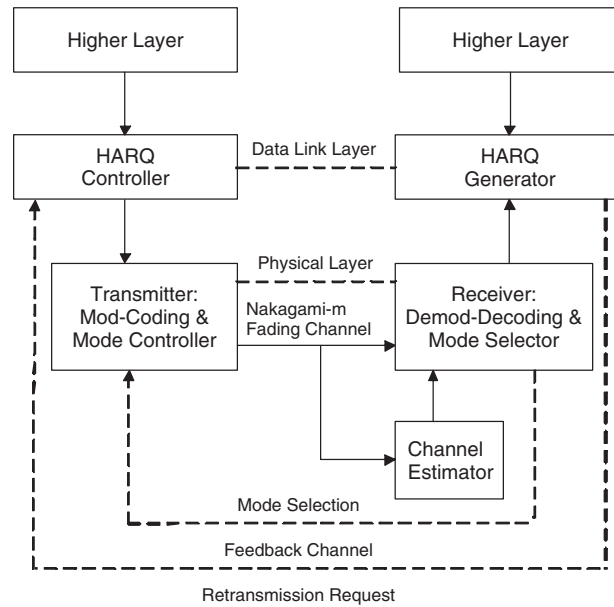 Higher Layer
Higher Layer
HARQ
Controller
Data Link Layer
HARQ
Generator
Physical Layer
Transmitter:
Mod-Coding &
Mode Controller
Nakagami-m
Fading Channel
Receiver:
Demod-Decoding &
Mode Selector
Channel
Estimator
Mode Selection
Feedback Channel
Retransmission Request